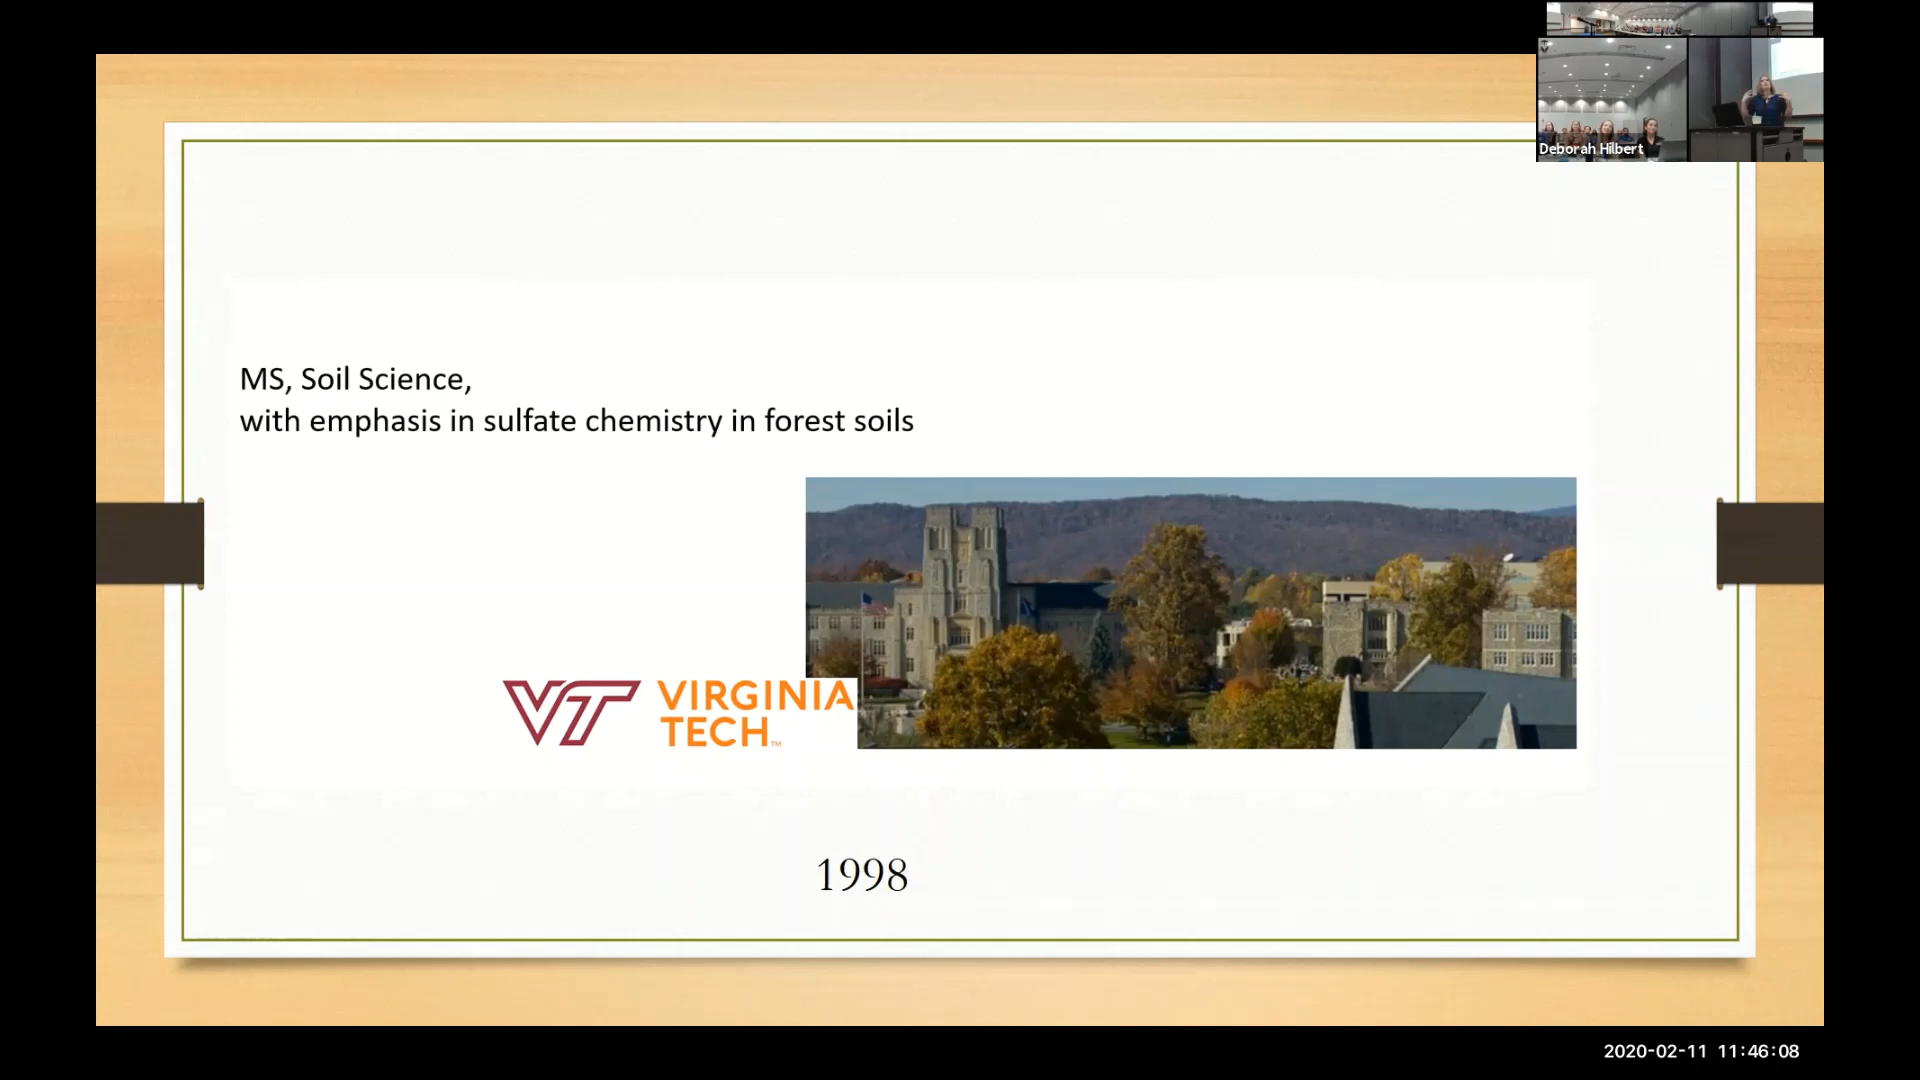 Deborah Hilbert
MS, Soil Science,
with emphasis in sulfate chemistry in forest soils
VT VIRGINIA
TECH™
1998
2020-02-11 11:46:08